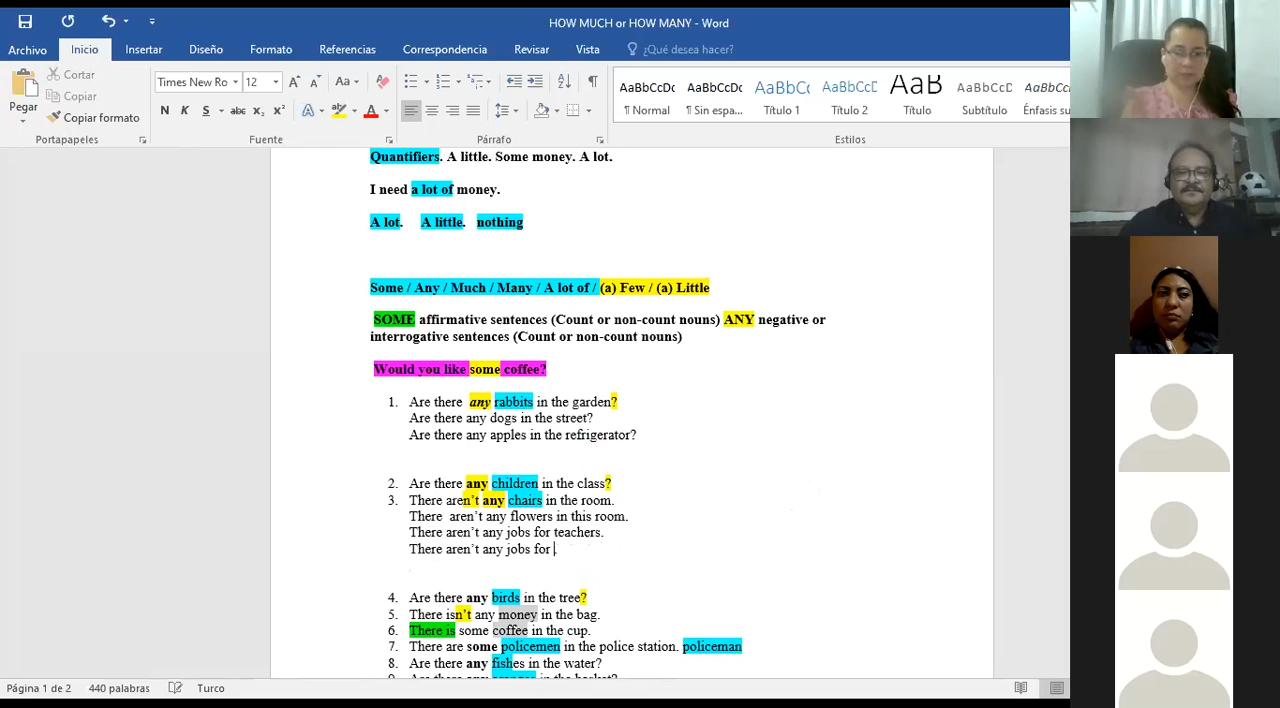 HOW MUCH or HOW MANY - Word
Archivo Inicio Insertar Diseño Formato Referencias Correspondencia Revisar Vista ¿Qué desea hacer?
Pegar
Cortar
Copiar
Copiar formato
Times New Ro 12 Aa
N K S abc x₂ x² A A
AaBbCcDc AaBbCcDc AaBbCc AaBbCcC AaB AaBbCcD AaBbCcDc
¶ Normal ¶ Sin espa... Título 1 Título 2 Título Subtítulo Énfasis su
Portapapeles Fuente Párrafo Estilos
Quantifiers. A little. Some money. A lot.
I need a lot of money.
A lot. A little. nothing
Some / Any / Much / Many / A lot of / (a) Few / (a) Little
SOME affirmative sentences (Count or non-count nouns) ANY negative or
interrogative sentences (Count or non-count nouns)
Would you like some coffee?
1. Are there any rabbits in the garden?
Are there any dogs in the street?
Are there any apples in the refrigerator?
2. Are there any children in the class?
3. There aren't any chairs in the room.
There aren't any flowers in this room.
There aren't any jobs for teachers.
There aren't any jobs for .
4. Are there any birds in the tree?
5. There isn't any money in the bag.
6. There is some coffee in the cup.
7. There are some policemen in the police station. policeman
8. Are there any fishes in the water?
Página 1 de 2 440 palabras Turco